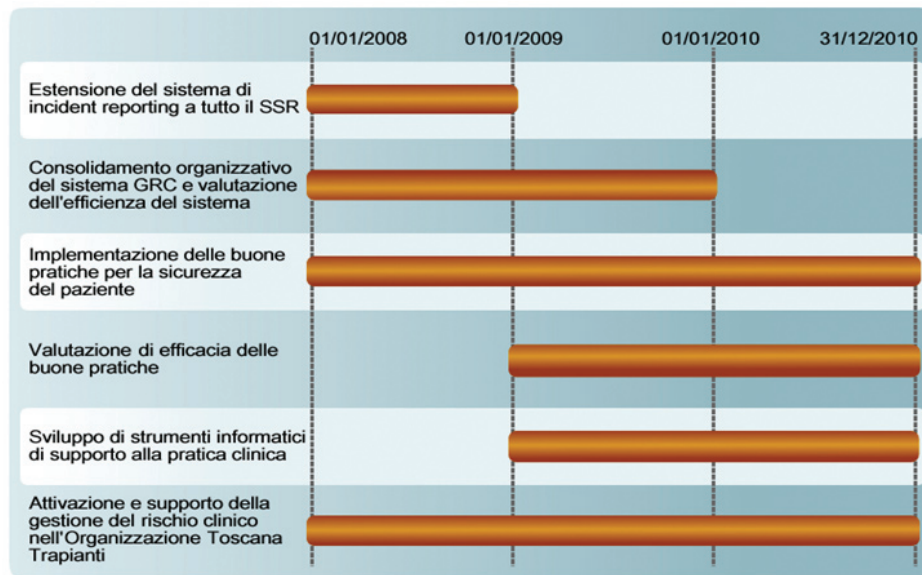 01/01/2008 01/01/2009 01/01/2010 31/12/2010
Estensione del sistema di
incident reporting a tutto il SSR
Consolidamento organizzativo
del sistema GRC e valutazione
dell'efficienza del sistema
Implementazione delle buone
pratiche per la sicurezza
del paziente
Valutazione di efficacia delle
buone pratiche
Sviluppo di strumenti informatici
di supporto alla pratica clinica
Attivazione e supporto della
gestione del rischio clinico
nell'Organizzazione Toscana
Trapianti